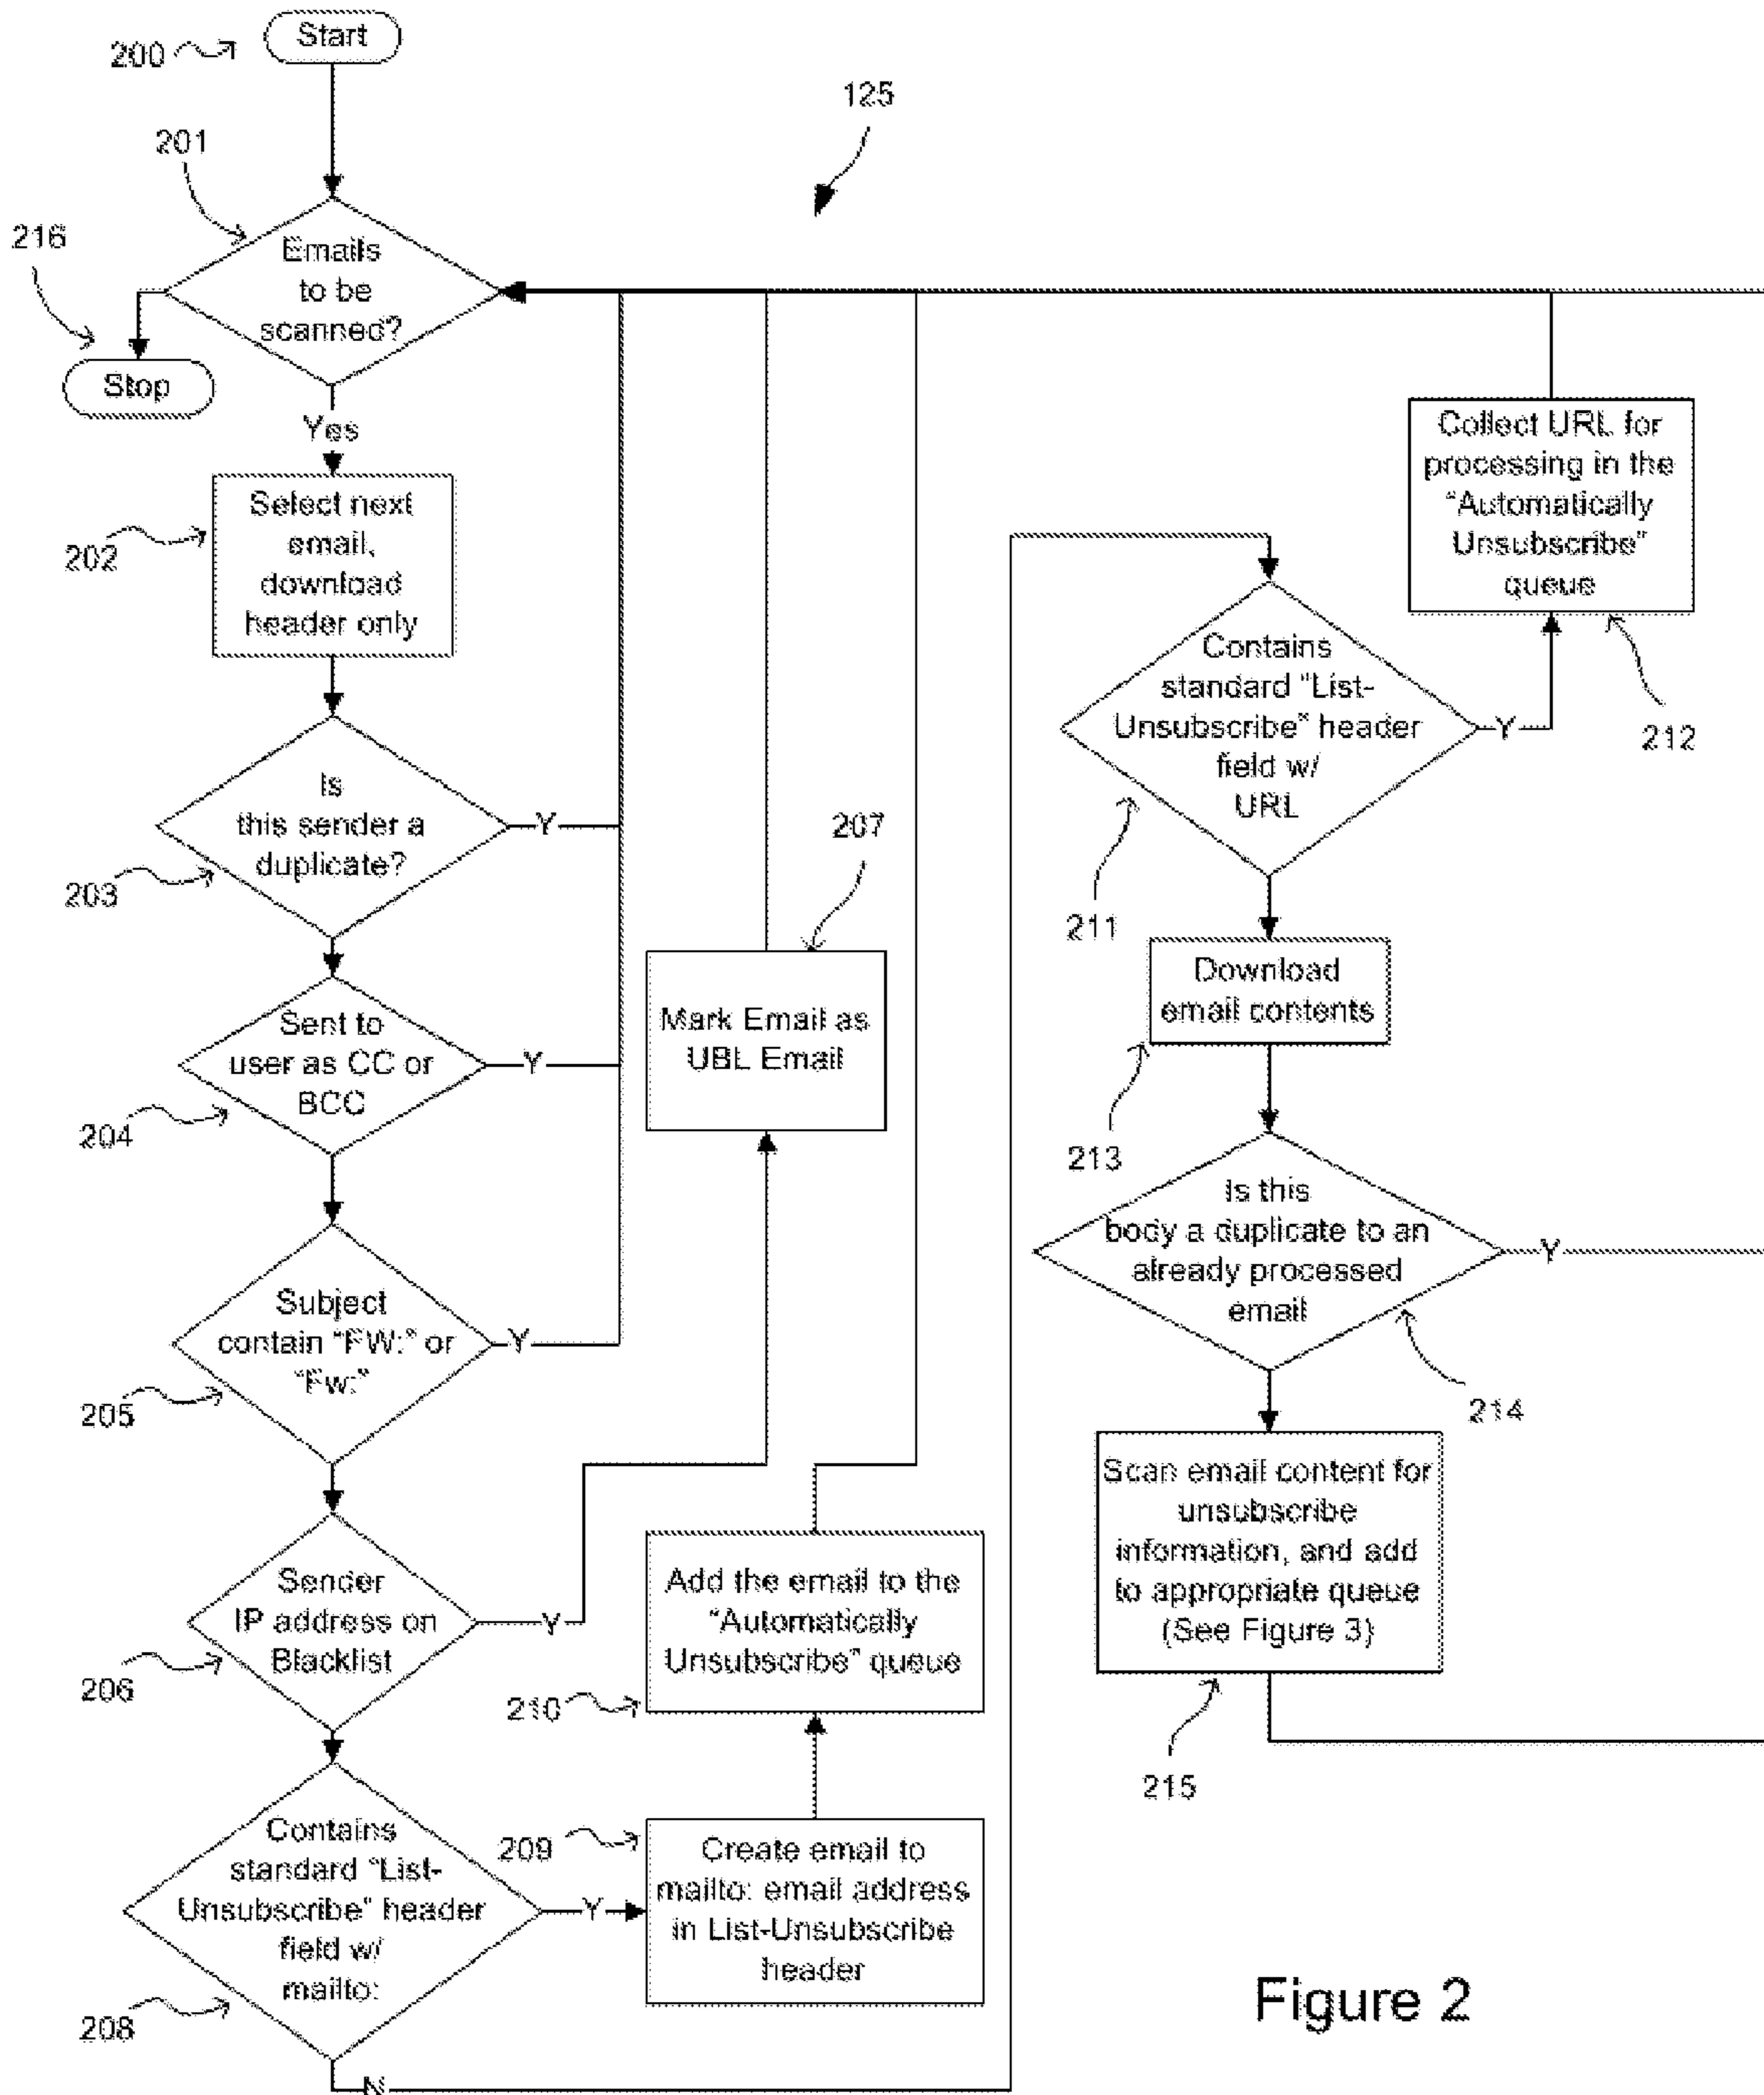 Start
200
125
201
216
Emails
to be
scanned?
Stop
Yes
Select next
email,
download
header only
202
Is
this sender a
duplicate?
Y
203
Sent to
user as CC or
BCC
Y
204
Subject
contain "FW:" or
"Fw:"
Y
205
Sender
IP address on
Blacklist
Y
206
207
Mark Email as
UBL Email
Contains
standard "List-
Unsubscribe" header
field w/
mailto:
Y
208
N
209
Create email to
mailto: email address
in List-Unsubscribe
header
Add the email to the
"Automatically
Unsubscribe" queue
210
Contains
standard "List-
Unsubscribe" header
field w/
URL
Y
211
Collect URL for
processing in the
"Automatically
Unsubscribe"
queue
212
Download
email contents
213
Is this
body a duplicate to an
already processed
email
Y
214
Scan email content for
unsubscribe
information, and add
to appropriate queue
(See Figure 3)
215
Figure 2